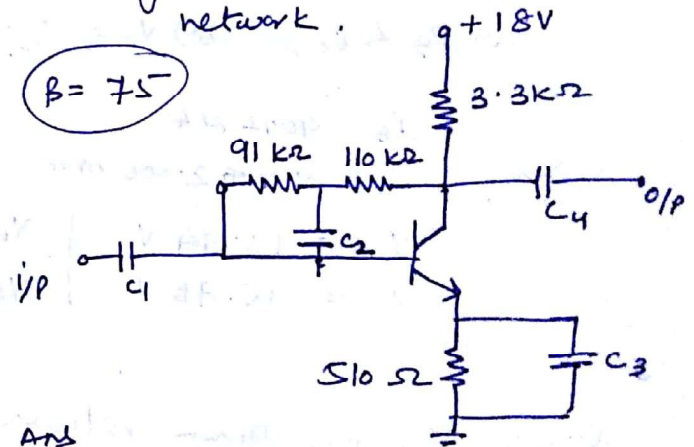 network.
+18V
β = 75
3.3KΩ
91 kΩ 110 kΩ
C4
O/P
C2
i/p
C1
510 Ω
C3
Ans